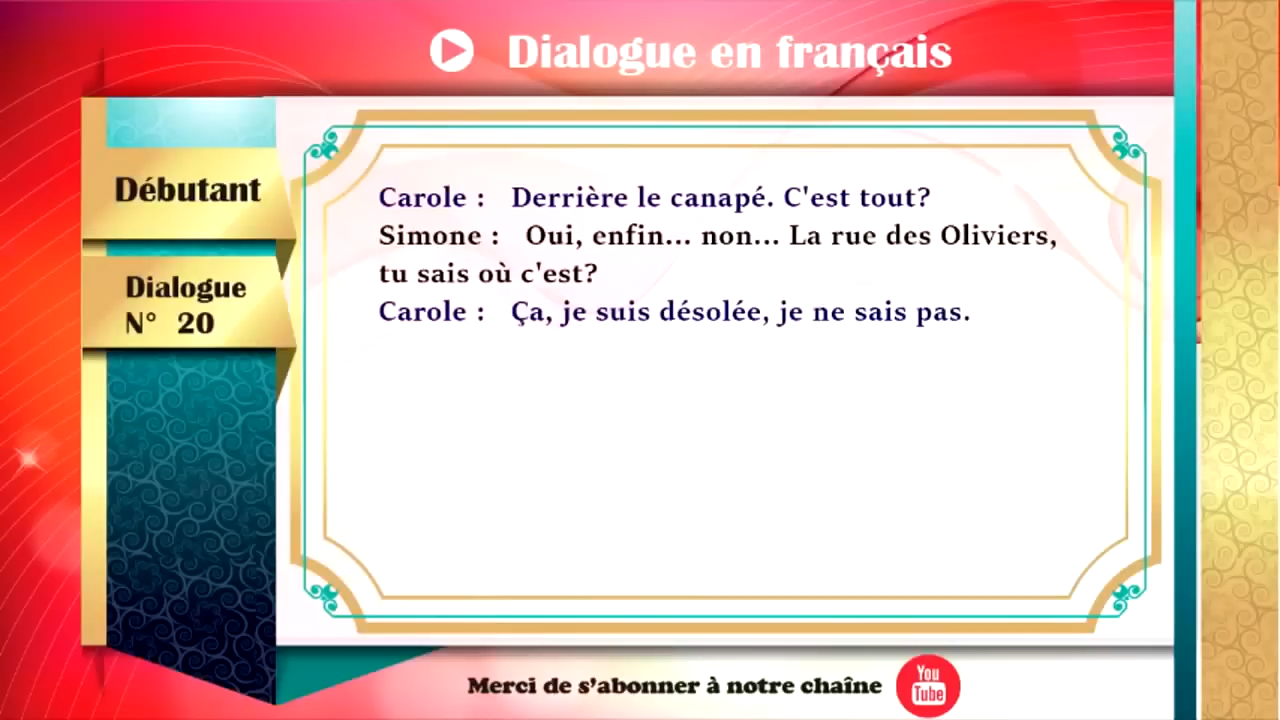 Dialogue en français
Débutant
Dialogue
N° 20
Carole : Derrière le canapé. C'est tout?
Simone : Oui, enfin... non... La rue des Oliviers,
tu sais où c'est?
Carole : Ça, je suis désolée, je ne sais pas.
Merci de s'abonner à notre chaîne
You
Tube